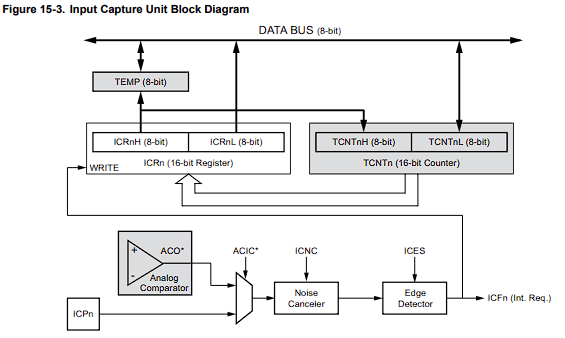 Figure 15-3. Input Capture Unit Block Diagram
DATA BUS (8-bit)
TEMP (8-bit)
ICRnH (8-bit) ICRnL (8-bit) TCNTnH (8-bit) TCNTnL (8-bit)
WRITE ICRn (16-bit Register) TCNTn (16-bit Counter)
+ ACO* ACIC* ICNC ICES
-
Analog
Comparator
Noise
Canceler
Edge
Detector
ICFn (Int. Req.)
ICPn